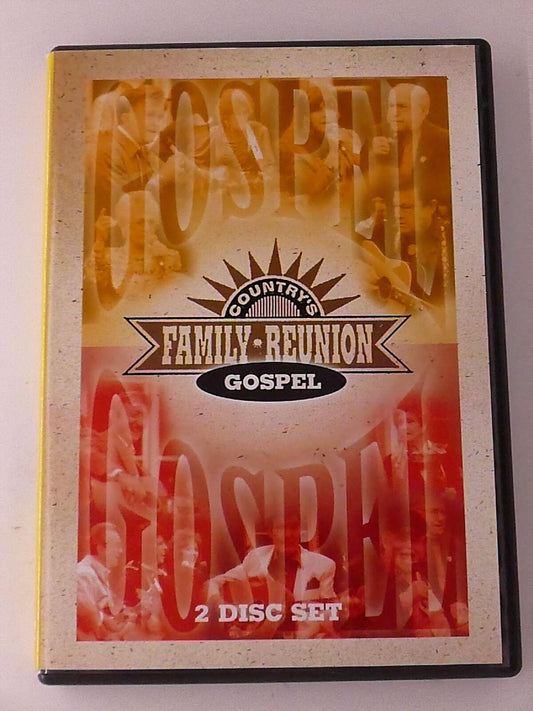 GOSPEL
COUNTRY'S
FAMILY • REUNION
GOSPEL
GOSPEL
2 DISC SET